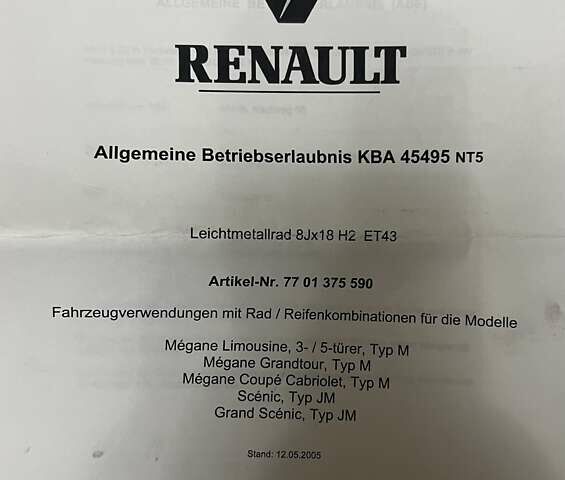 RENAULT
Allgemeine Betriebserlaubnis KBA 45495 NT5
Leichtmetallrad 8Jx18 H2 ET43
Artikel-Nr. 77 01 375 590
Fahrzeugverwendungen mit Rad / Reifenkombinationen für die Modelle
Mégane Limousine, 3- / 5-türer, Typ M
Mégane Grandtour, Typ M
Mégane Coupé Cabriolet, Typ M
Scénic, Typ JM
Grand Scénic, Typ JM
Stand: 12.05.2005